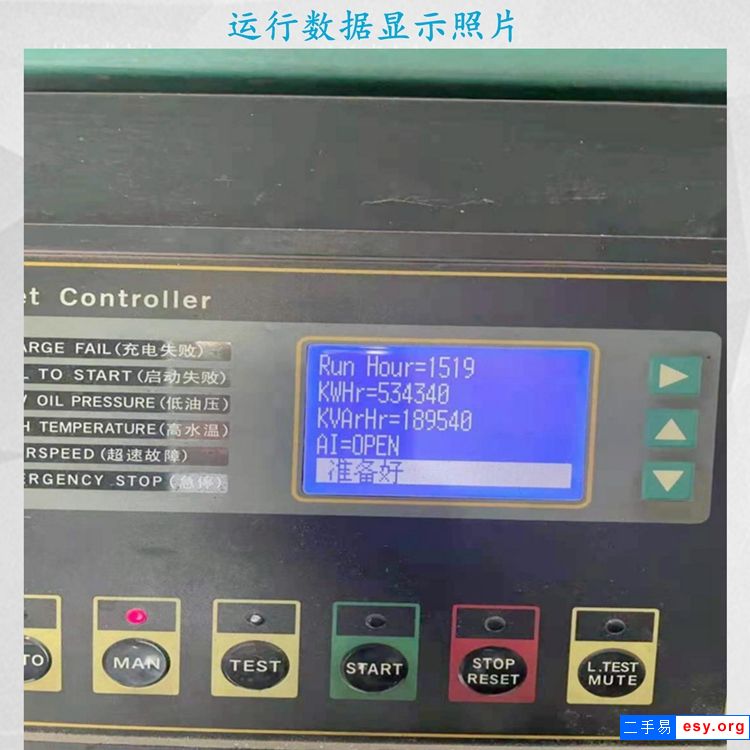 运行数据显示照片
et Controller
ARGE FAIL(充电失败)
L TO START(启动失败)
V OIL PRESSURE(低油压)
H TEMPERATURE(高水温)
ERSPEED(超速故障)
ERGENCY STOP(急停)
Run Hour=1519
KWHr=534340
KVArHr=189540
AI=OPEN
准备好
TO
MAN
TEST
START
STOP
RESET
L.TEST
MUTE
二手易 esy.org